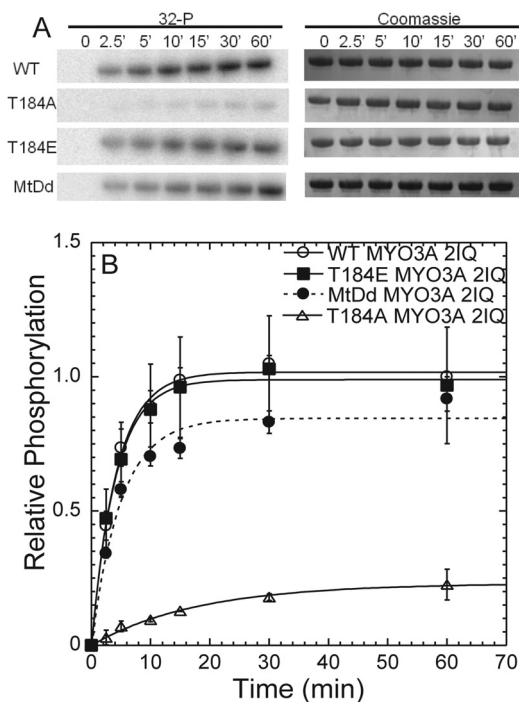 A
32-P
Coomassie
0 2.5' 5' 10' 15' 30' 60'
0 2.5' 5' 10' 15' 30' 60'
WT
T184A
T184E
MtDd
B
WT MYO3A 2IQ
T184E MYO3A 2IQ
MtDd MYO3A 2IQ
T184A MYO3A 2IQ
1.5
1.0
0.5
0
Relative Phosphorylation
0 10 20 30 40 50 60 70
Time (min)